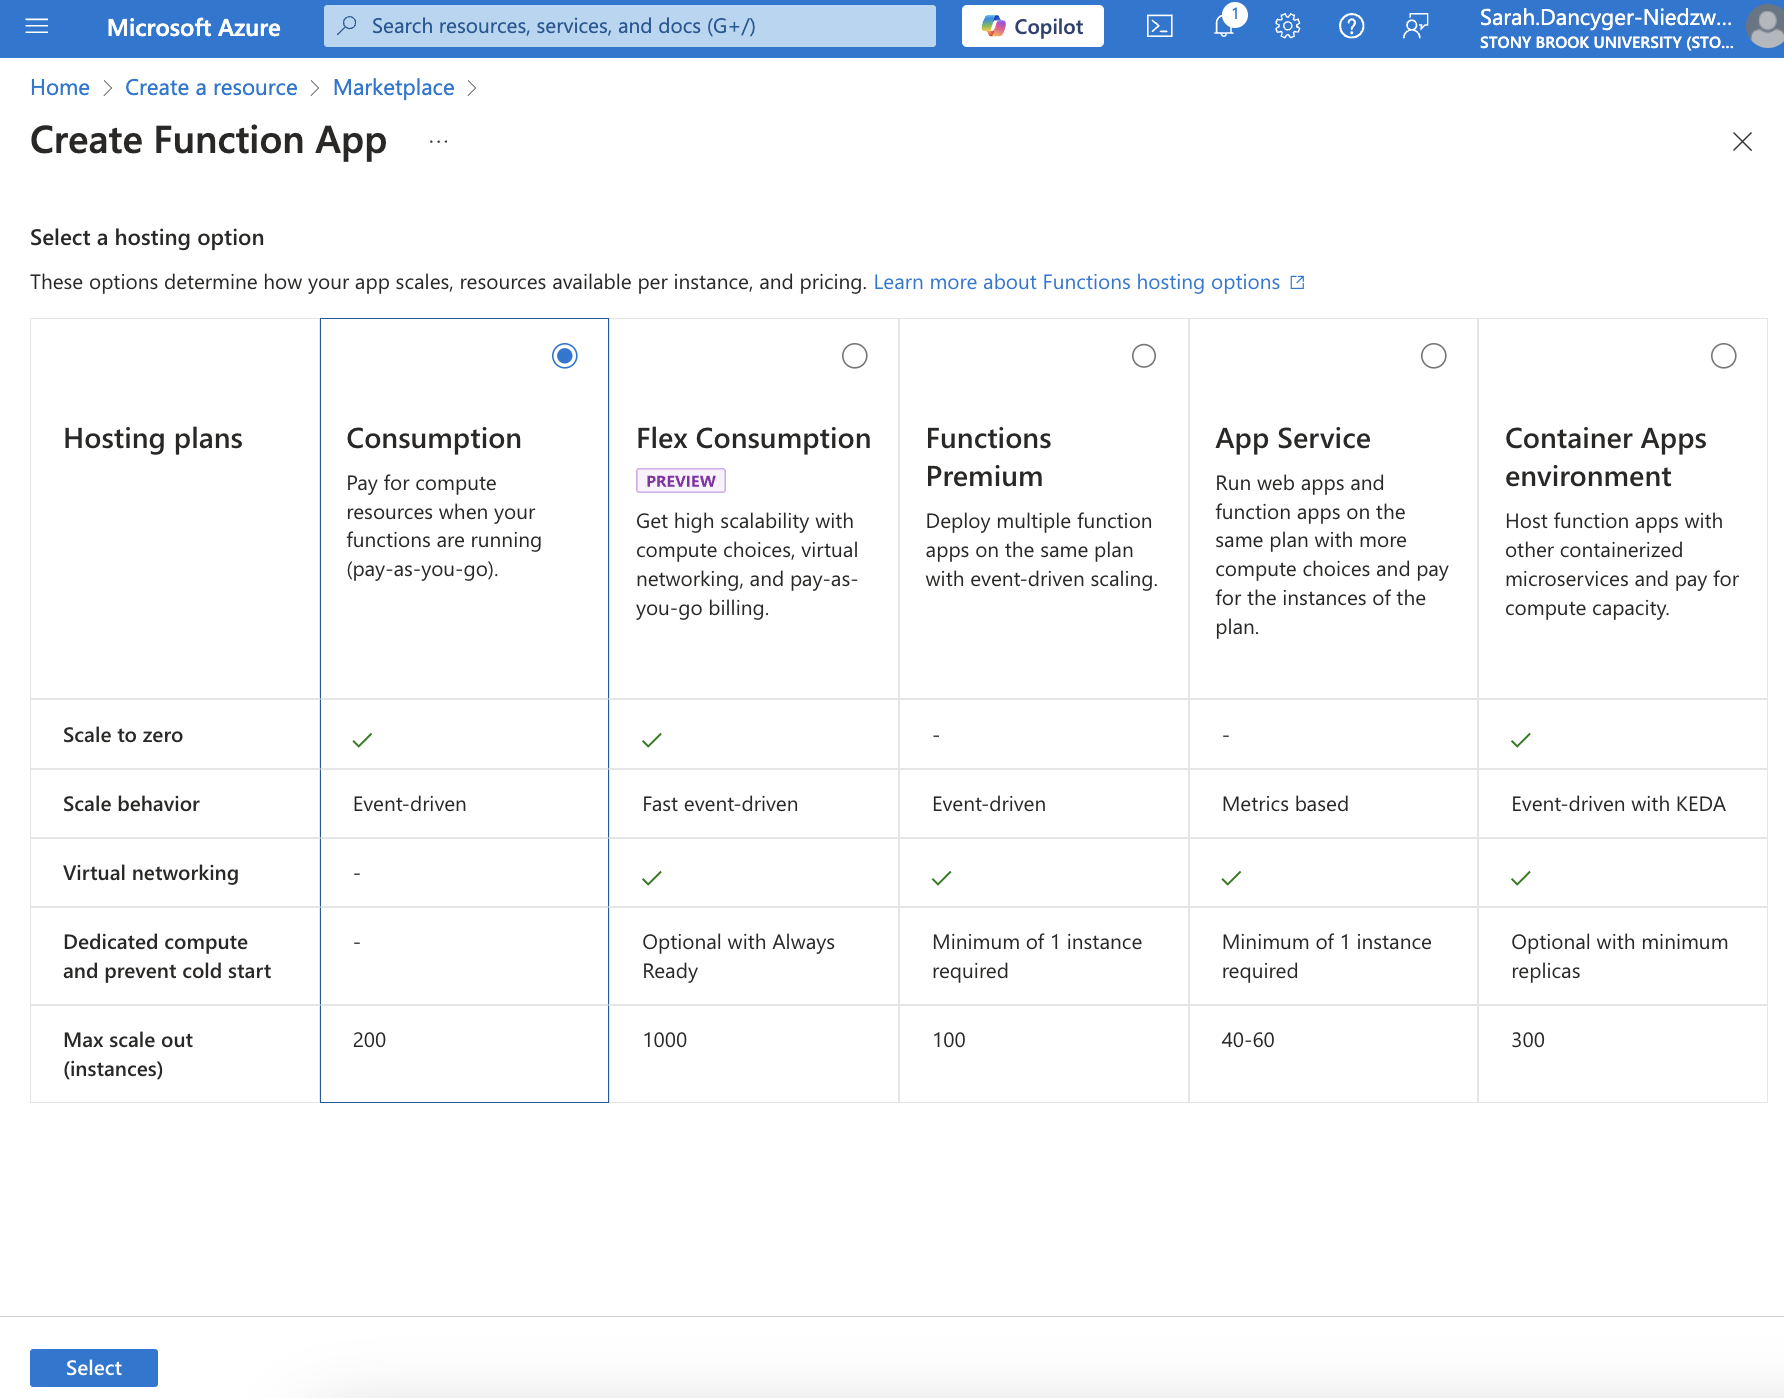 Microsoft Azure
Search resources, services, and docs (G+/)
Copilot
1
Sarah.Dancyger-Niedzw...
STONY BROOK UNIVERSITY (STO...
Home > Create a resource > Marketplace >
Create Function App ...
Select a hosting option
These options determine how your app scales, resources available per instance, and pricing. Learn more about Functions hosting options
Hosting plans
Consumption
Pay for compute
resources when your
functions are running
(pay-as-you-go).
Flex Consumption
PREVIEW
Get high scalability with
compute choices, virtual
networking, and pay-as-
you-go billing.
Functions
Premium
Deploy multiple function
apps on the same plan
with event-driven scaling.
App Service
Run web apps and
function apps on the
same plan with more
compute choices and pay
for the instances of the
plan.
Container Apps
environment
Host function apps with
other containerized
microservices and pay for
compute capacity.
Scale to zero
-
-
Scale behavior
Event-driven
Fast event-driven
Event-driven
Metrics based
Event-driven with KEDA
Virtual networking
-
Dedicated compute
and prevent cold start
-
Optional with Always
Ready
Minimum of 1 instance
required
Minimum of 1 instance
required
Optional with minimum
replicas
Max scale out
(instances)
200
1000
100
40-60
300
Select